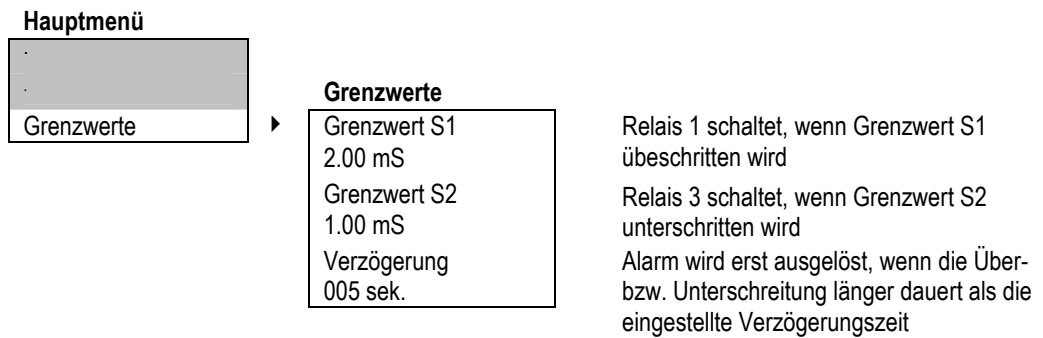 Hauptmenü
.
.
Grenzwerte
Grenzwerte
Grenzwert S1
2.00 mS
Grenzwert S2
1.00 mS
Verzögerung
005 sek.
Relais 1 schaltet, wenn Grenzwert S1
übeschritten wird
Relais 3 schaltet, wenn Grenzwert S2
unterschritten wird
Alarm wird erst ausgelöst, wenn die Über-
bzw. Unterschreitung länger dauert als die
eingestellte Verzögerungszeit